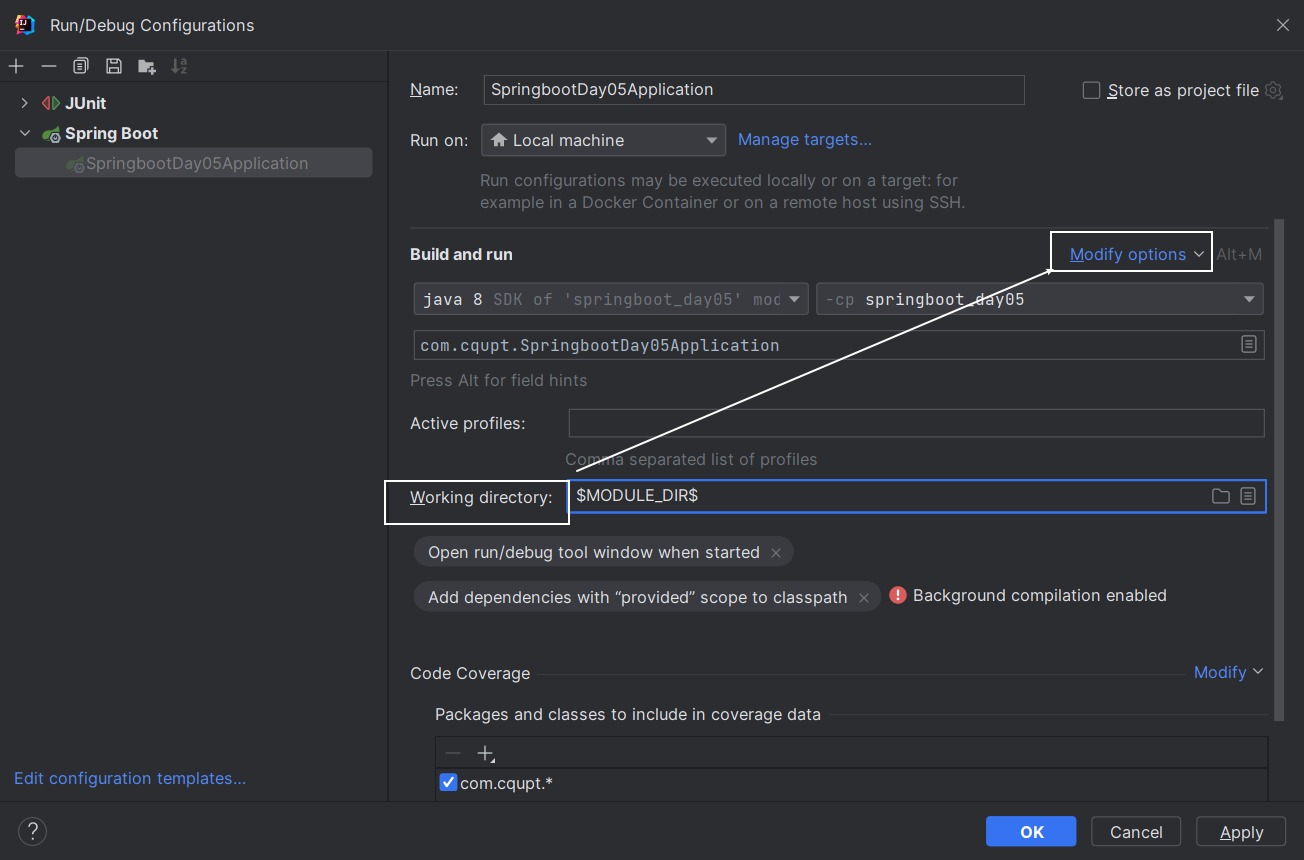 Run/Debug Configurations
JUnit
Spring Boot
SpringbootDay05Application
Edit configuration templates...
Name: SpringbootDay05Application
Store as project file
Run on: Local machine Manage targets...
Run configurations may be executed locally or on a target: for
example in a Docker Container or on a remote host using SSH.
Build and run Modify options Alt+M
java 8 SDK of 'springboot_day05' mod -cp springboot_day05
com.cqupt.SpringbootDay05Application
Press Alt for field hints
Active profiles:
Comma separated list of profiles
Working directory: $MODULE_DIR$
Open run/debug tool window when started
Add dependencies with “provided” scope to classpath Background compilation enabled
Code Coverage Modify
Packages and classes to include in coverage data
com.cqupt.*
OK Cancel Apply